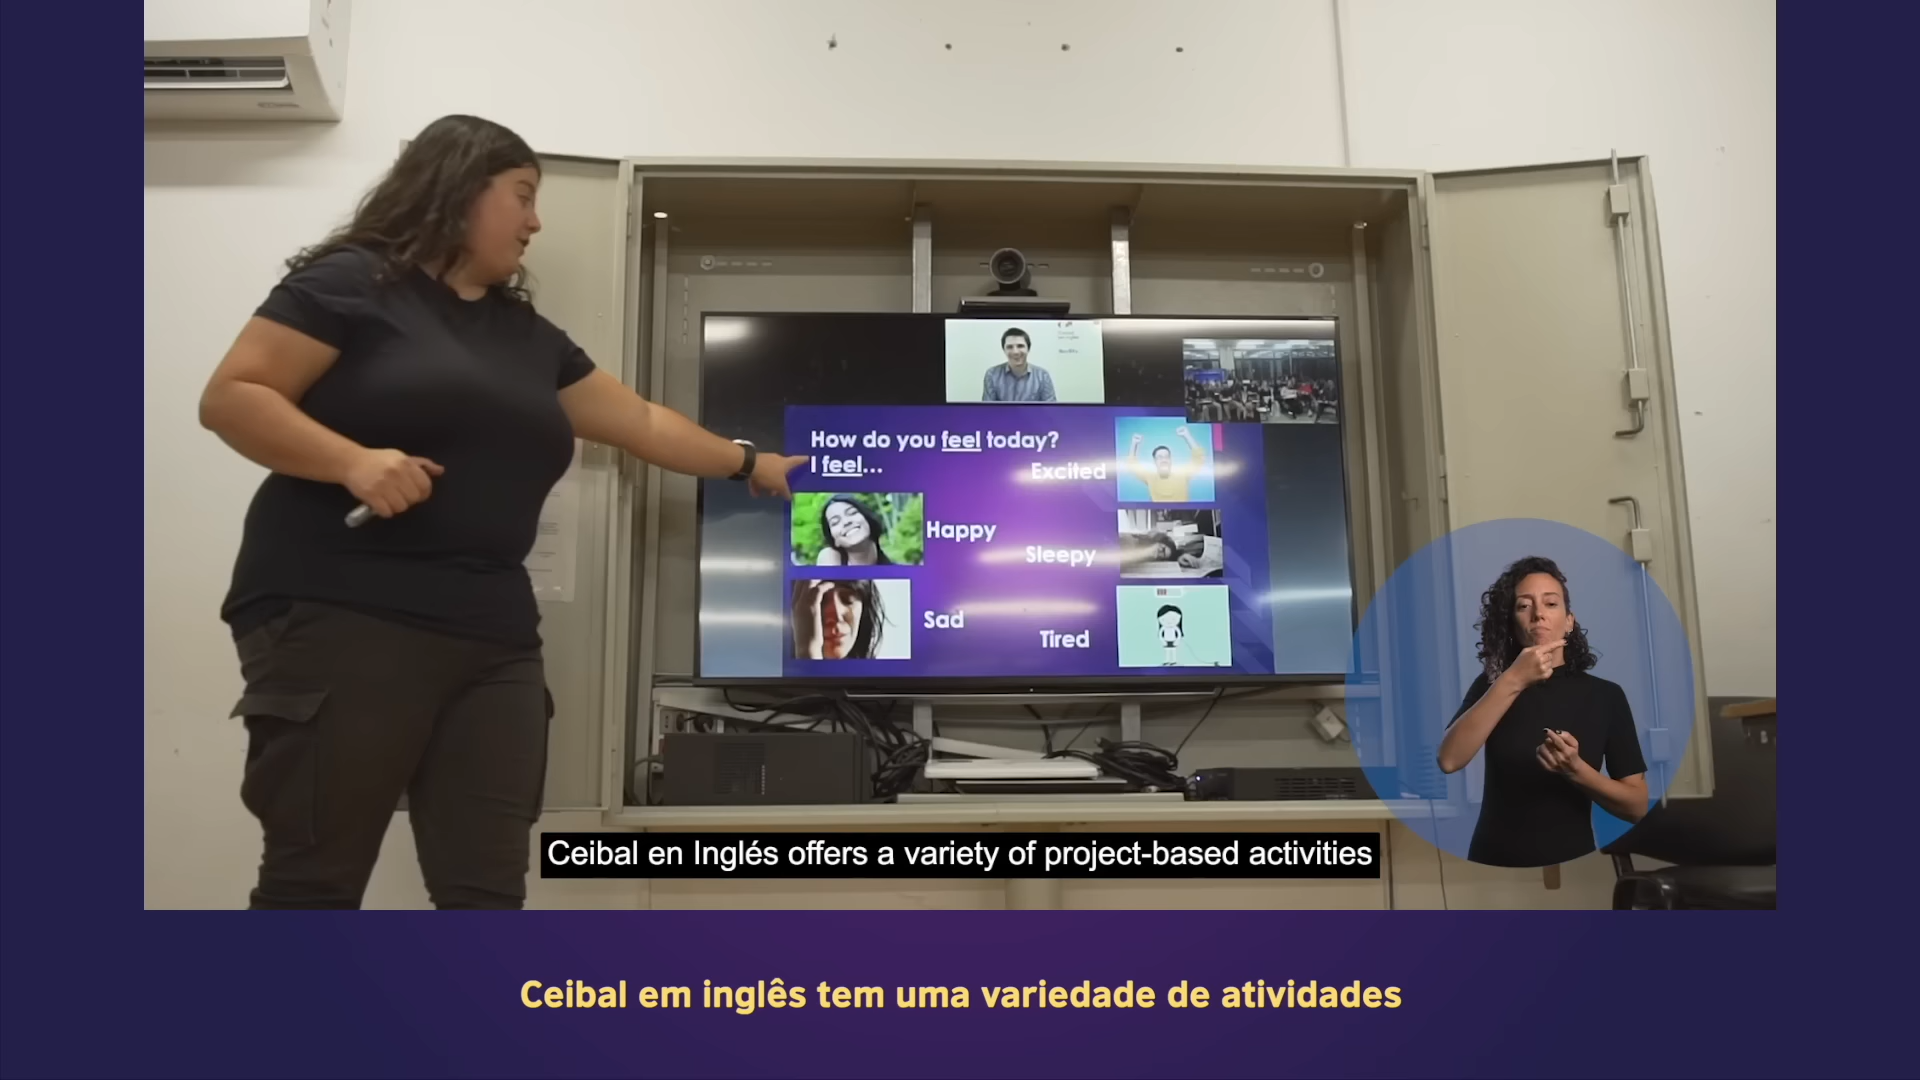 How do you feel today?
I feel...
Excited
Happy
Sleepy
Sad
Tired
Ceibal en Inglés offers a variety of project-based activities
Ceibal em inglês tem uma variedade de atividades